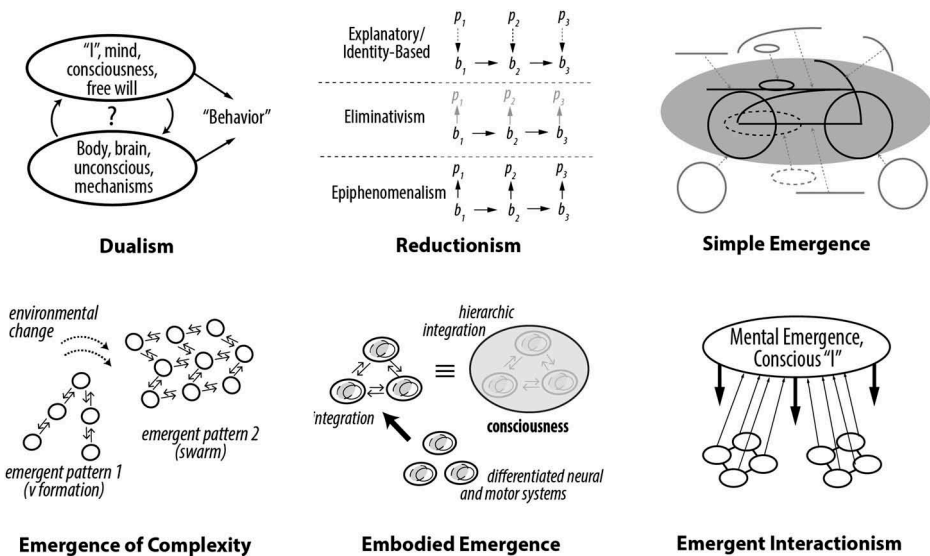 "I", mind,
consciousness,
free will
?
"Behavior"
Body, brain,
unconscious,
mechanisms
Dualism
Explanatory/
Identity-Based
p1 p2 p3
b1 b2 b3
Eliminativism
p1 p2 p3
b1 b2 b3
Epiphenomenalism
p1 p2 p3
b1 b2 b3
Reductionism
Simple Emergence
environmental
change
emergent pattern 1
(v formation)
emergent pattern 2
(swarm)
Emergence of Complexity
hierarchic
integration
≡
integration
consciousness
differentiated neural
and motor systems
Embodied Emergence
Mental Emergence,
Conscious "I"
Emergent Interactionism